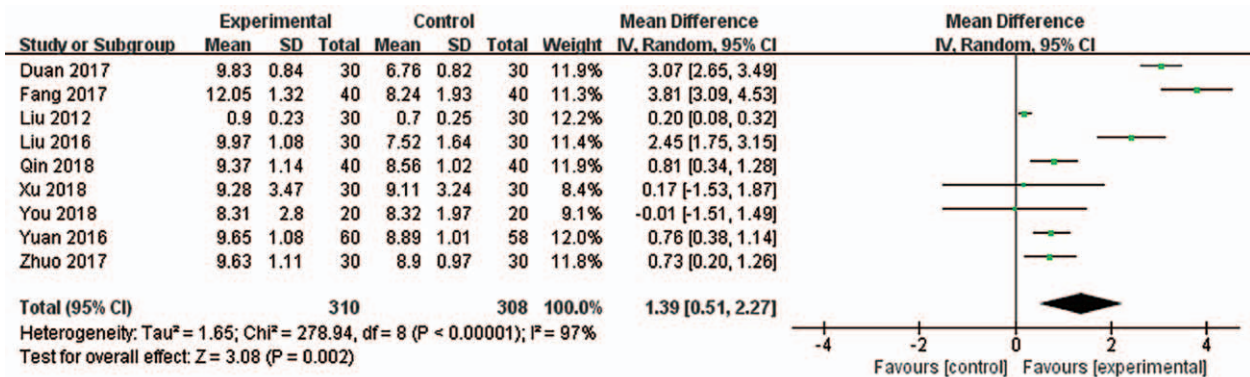 Experimental Control Mean Difference Mean Difference
Study or Subgroup Mean SD Total Mean SD Total Weight IV, Random, 95% CI IV, Random, 95% CI
Duan 2017 9.83 0.84 30 6.76 0.82 30 11.9% 3.07 [2.65, 3.49]
Fang 2017 12.05 1.32 40 8.24 1.93 40 11.3% 3.81 [3.09, 4.53]
Liu 2012 0.9 0.23 30 0.7 0.25 30 12.2% 0.20 [0.08, 0.32]
Liu 2016 9.97 1.08 30 7.52 1.64 30 11.4% 2.45 [1.75, 3.15]
Qin 2018 9.37 1.14 40 8.56 1.02 40 11.9% 0.81 [0.34, 1.28]
Xu 2018 9.28 3.47 30 9.11 3.24 30 8.4% 0.17 [-1.53, 1.87]
You 2018 8.31 2.8 20 8.32 1.97 20 9.1% -0.01 [-1.51, 1.49]
Yuan 2016 9.65 1.08 60 8.89 1.01 58 12.0% 0.76 [0.38, 1.14]
Zhuo 2017 9.63 1.11 30 8.9 0.97 30 11.8% 0.73 [0.20, 1.26]
Total (95% CI) 310 308 100.0% 1.39 [0.51, 2.27]
Heterogeneity: Tau² = 1.65; Chi² = 278.94, df = 8 (P < 0.00001); I² = 97%
Test for overall effect: Z = 3.08 (P = 0.002)
-4 -2 0 2 4
Favours [control] Favours [experimental]